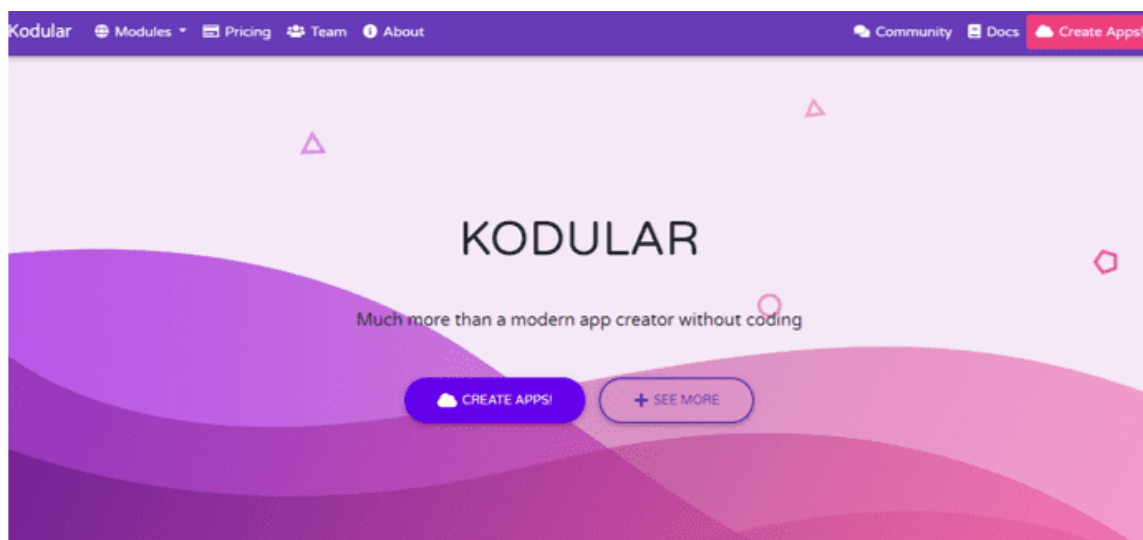 Kodular Modules Pricing Team About Community Docs Create Apps!
KODULAR
Much more than a modern app creator without coding
CREATE APPS! SEE MORE